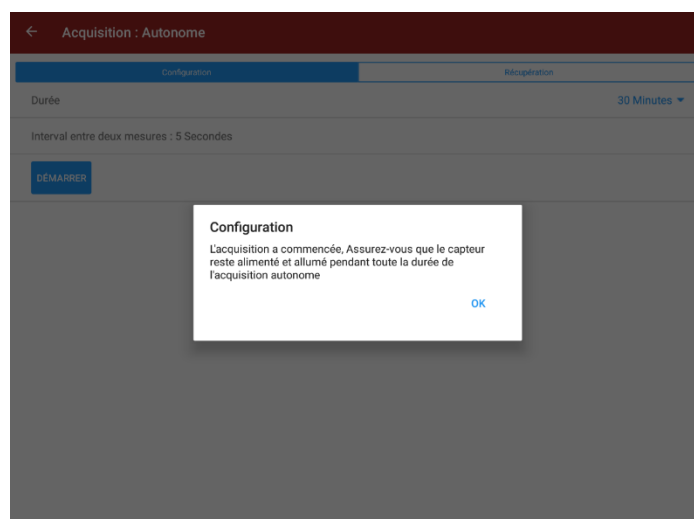 Acquisition : Autonome
Configuration
Récupération
Durée
30 Minutes
Interval entre deux mesures : 5 Secondes
DÉMARRER
Configuration
L'acquisition a commencée, Assurez-vous que le capteur
reste alimenté et allumé pendant toute la durée de
l'acquisition autonome
OK